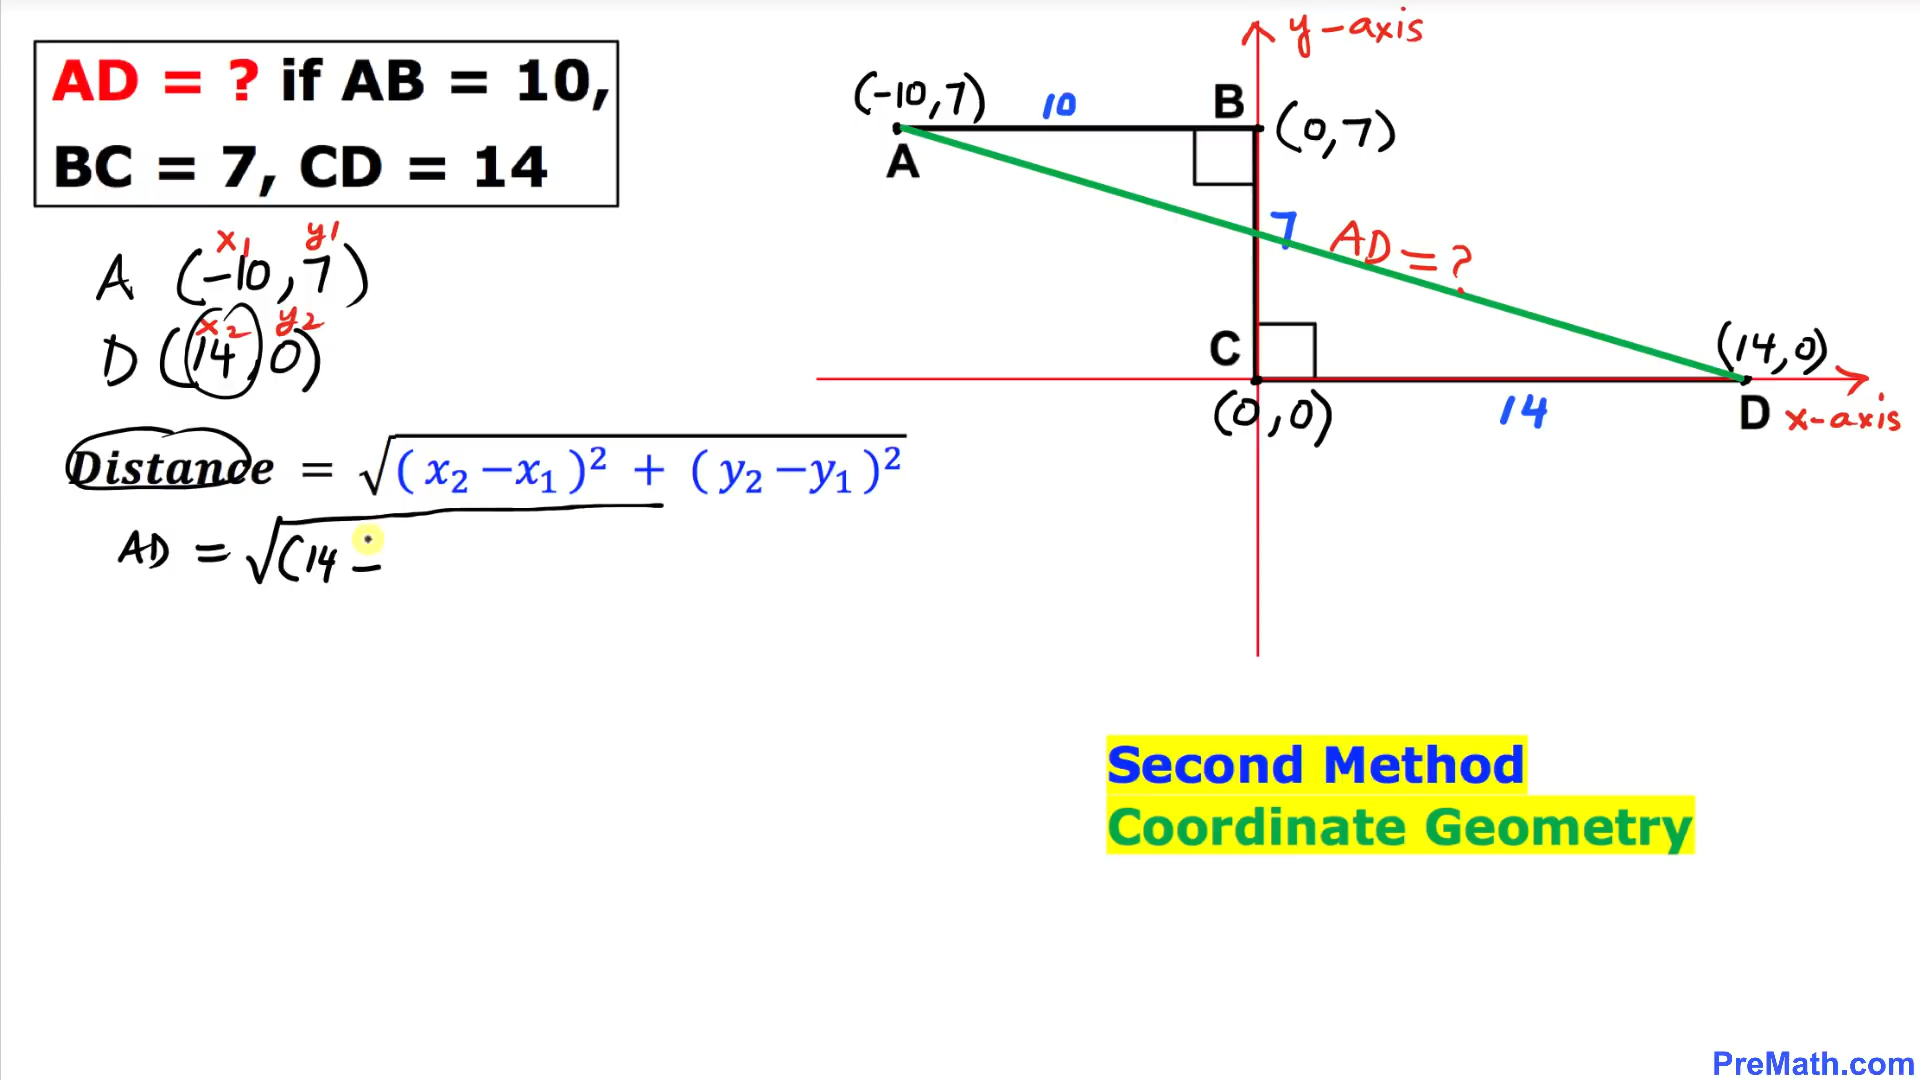 AD = ? if AB = 10,
BC = 7, CD = 14
x1 y1
A (-10, 7)
x2 y2
D (14, 0)
Distance = √( x2 −x1 )² + ( y2 −y1 )²
AD = √(14 −
y-axis
(-10, 7)
10
B
(0, 7)
A
7
AD = ?
C
(14, 0)
(0, 0)
14
D
x-axis
Second Method
Coordinate Geometry
PreMath.com